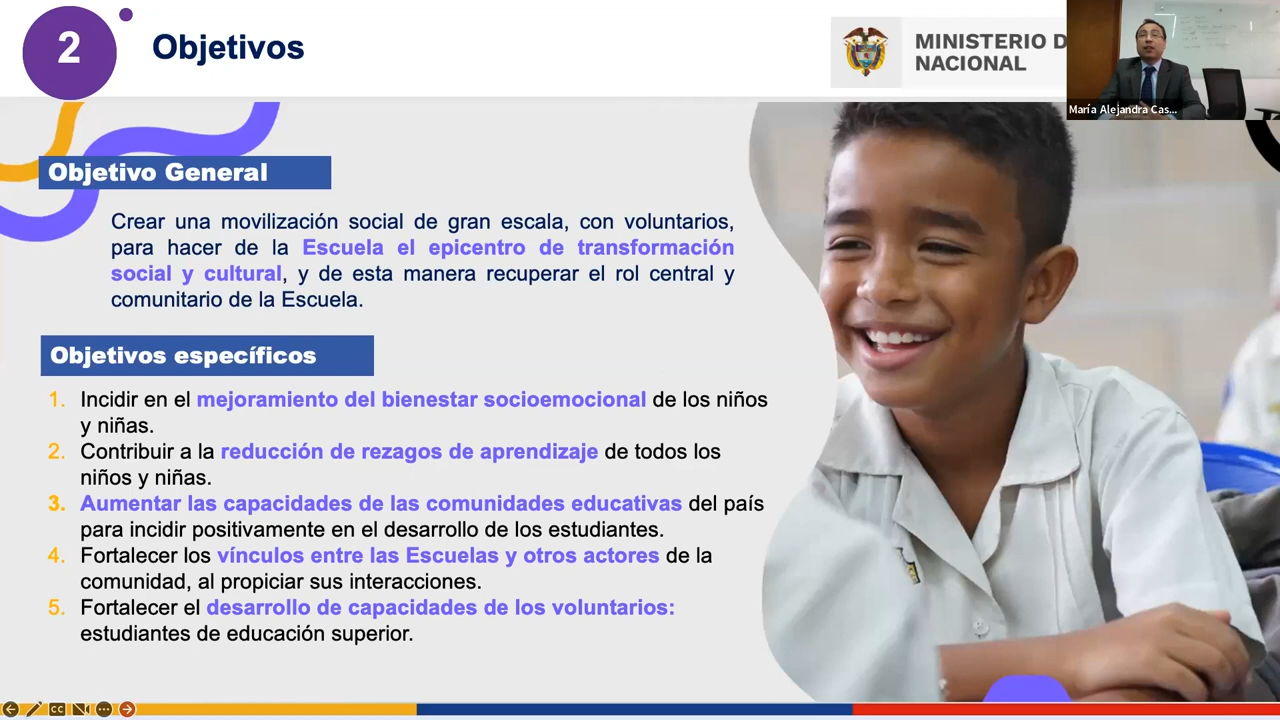 2
Objetivos
MINISTERIO D
NACIONAL
María Alejandra Cas...
Objetivo General
Crear una movilización social de gran escala, con voluntarios,
para hacer de la Escuela el epicentro de transformación
social y cultural, y de esta manera recuperar el rol central y
comunitario de la Escuela.
Objetivos específicos
1. Incidir en el mejoramiento del bienestar socioemocional de los niños
y niñas.
2. Contribuir a la reducción de rezagos de aprendizaje de todos los
niños y niñas.
3. Aumentar las capacidades de las comunidades educativas del país
para incidir positivamente en el desarrollo de los estudiantes.
4. Fortalecer los vínculos entre las Escuelas y otros actores de la
comunidad, al propiciar sus interacciones.
5. Fortalecer el desarrollo de capacidades de los voluntarios:
estudiantes de educación superior.
CC